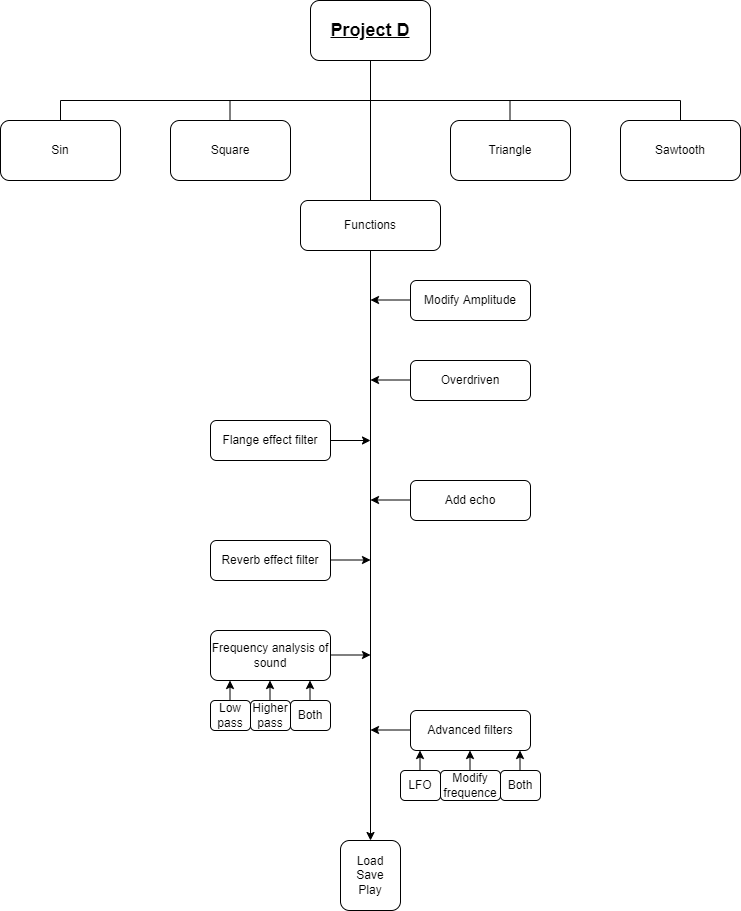 Project D
Sin
Square
Triangle
Sawtooth
Functions
Modify Amplitude
Overdriven
Flange effect filter
Add echo
Reverb effect filter
Frequency analysis of
sound
Low
pass
Higher
pass
Both
Advanced filters
LFO
Modify
frequence
Both
Load
Save
Play